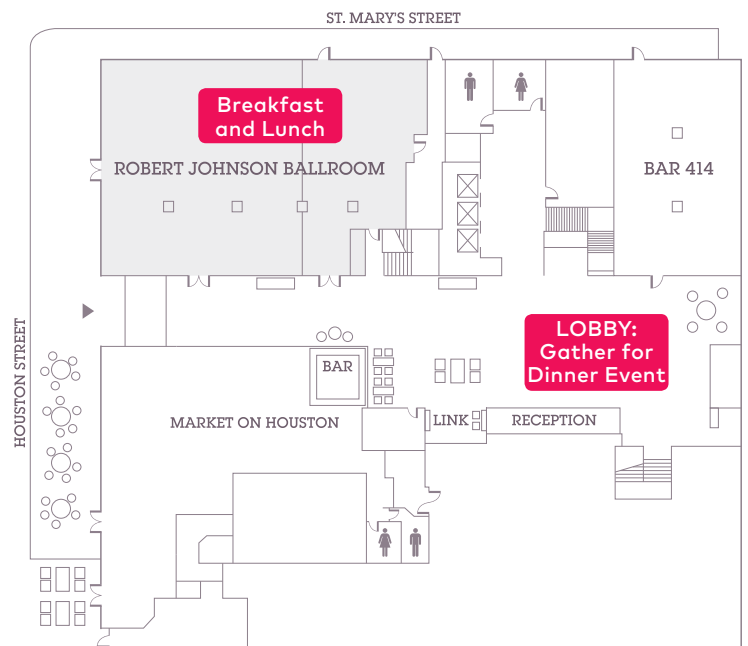 ST. MARY'S STREET
Breakfast
and Lunch
ROBERT JOHNSON BALLROOM
BAR 414
HOUSTON STREET
LOBBY:
Gather for
Dinner Event
BAR
MARKET ON HOUSTON
LINK
RECEPTION